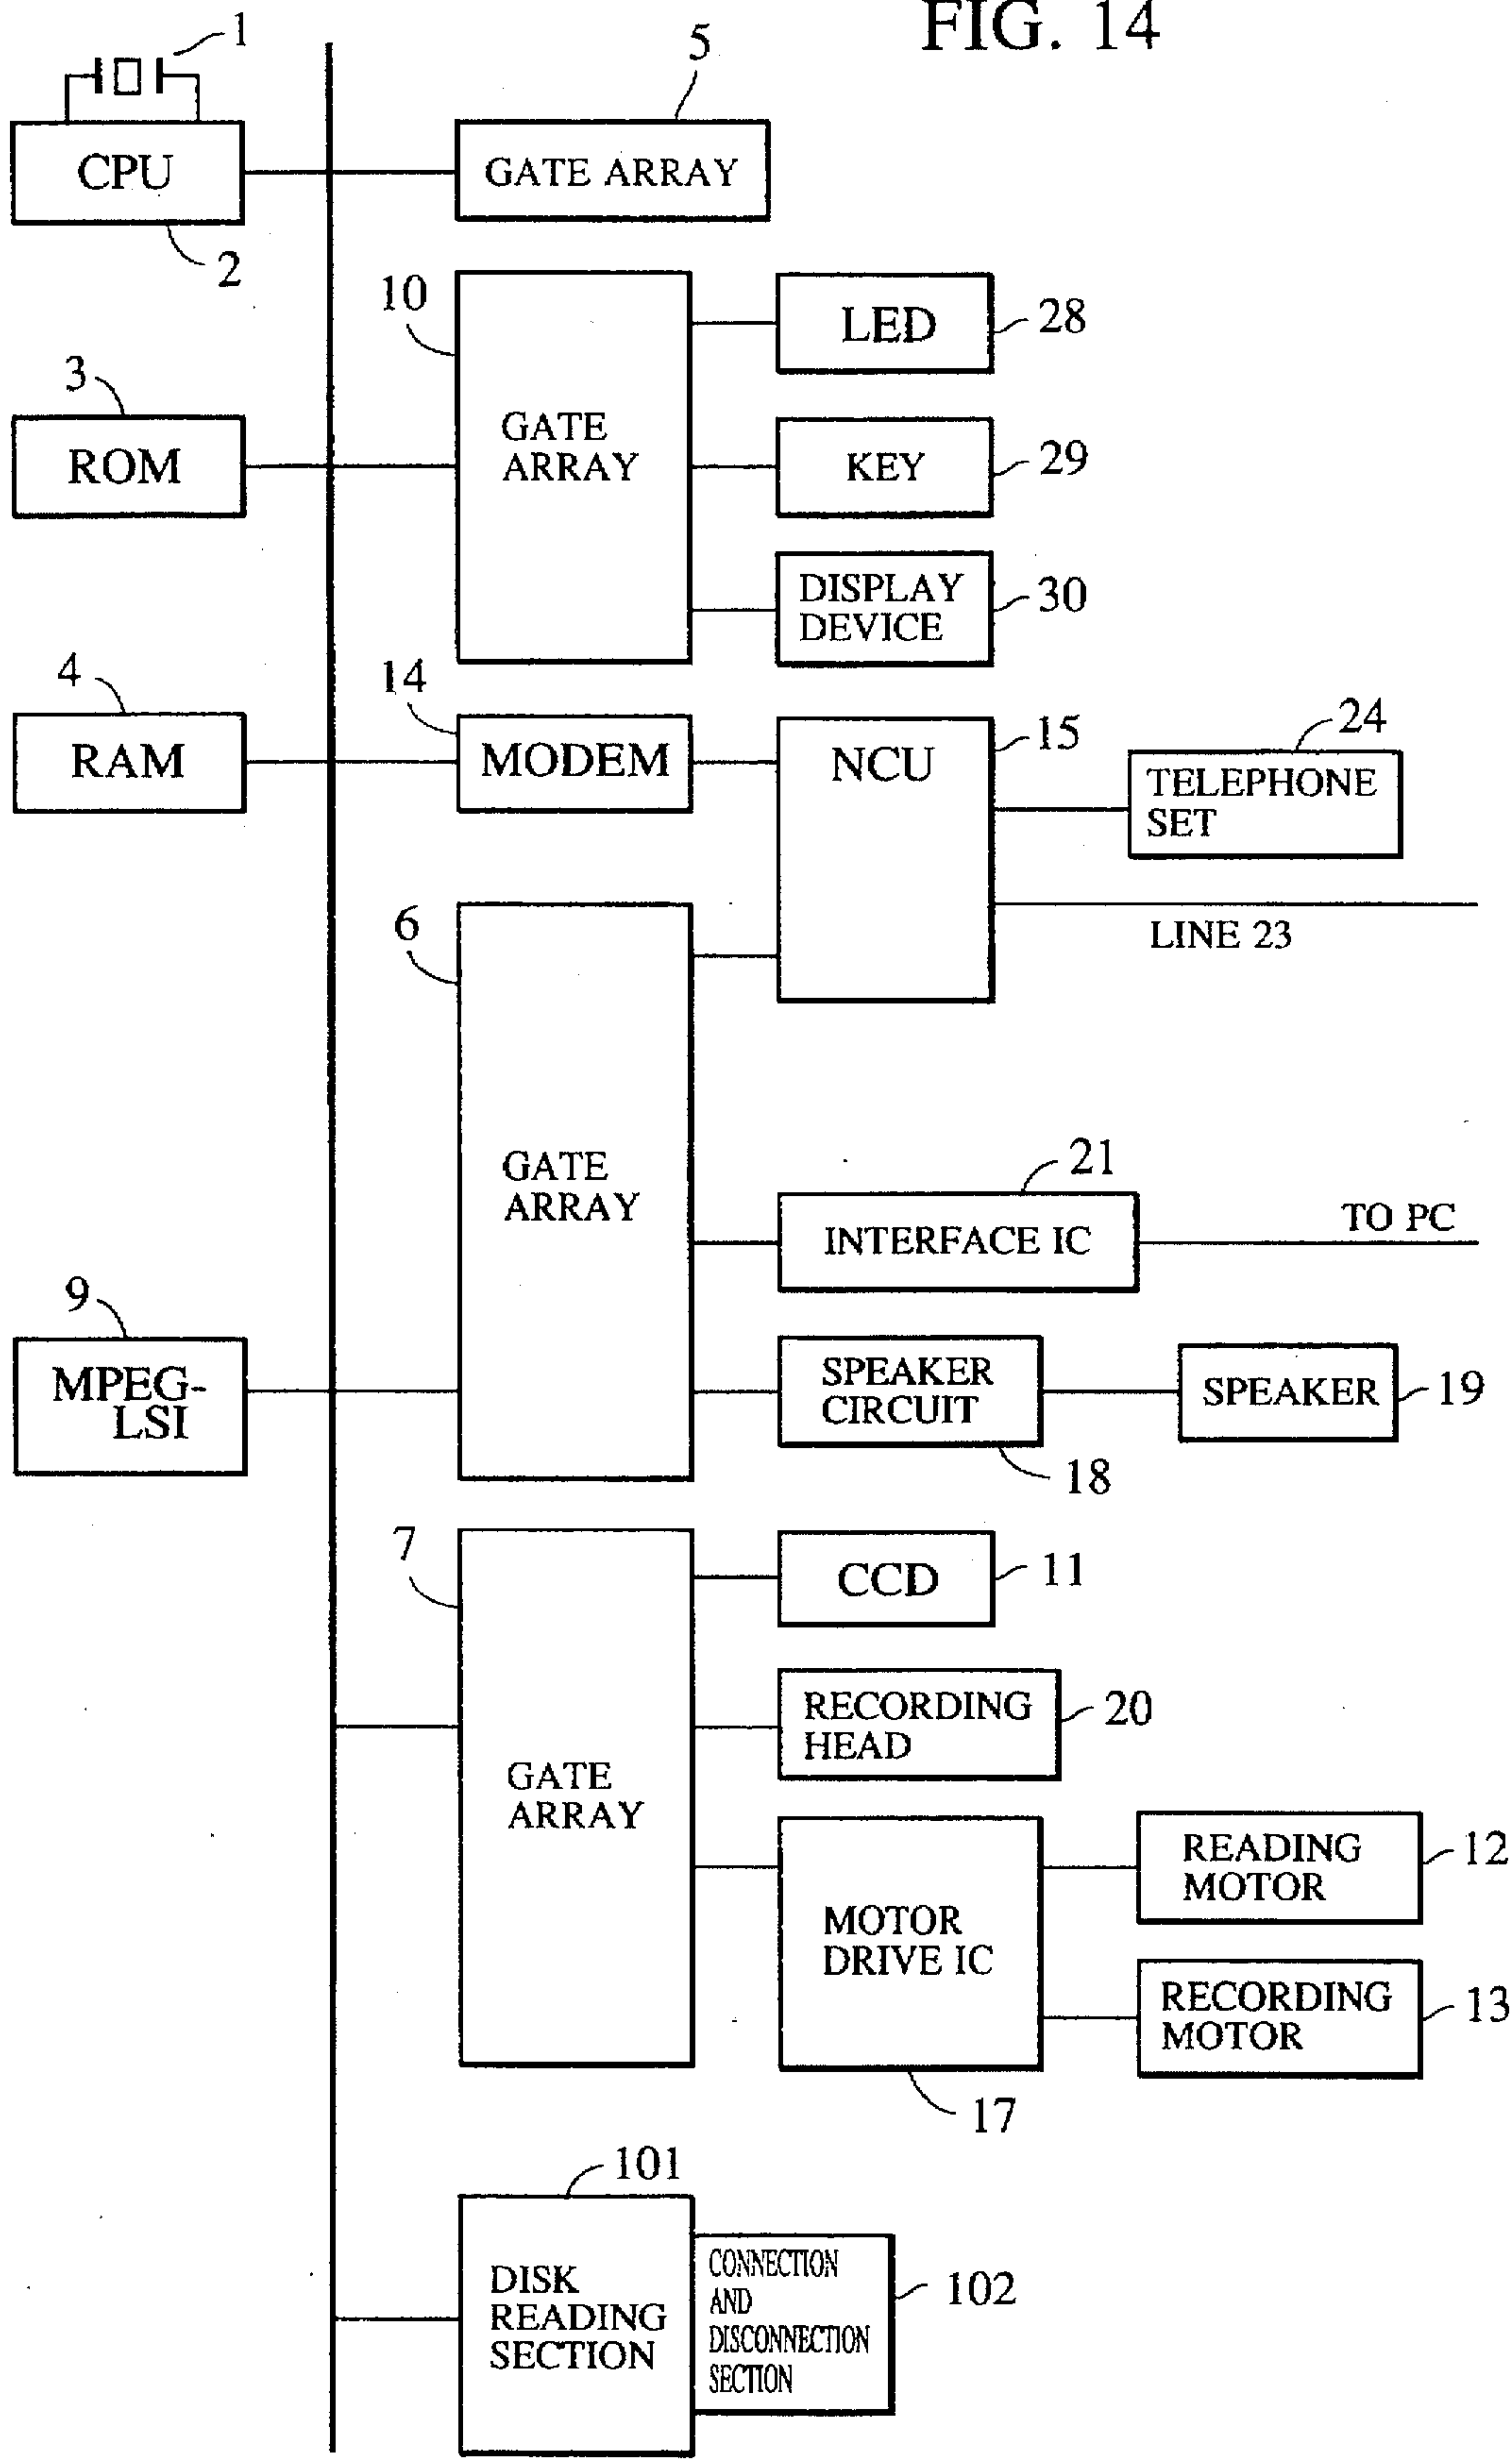 FIG. 14
1
5
CPU
GATE ARRAY
2
10
LED
28
3
GATE
ARRAY
ROM
KEY
29
DISPLAY
DEVICE
30
4
14
RAM
MODEM
NCU
15
24
TELEPHONE
SET
6
LINE 23
GATE
ARRAY
21
INTERFACE IC
TO PC
9
MPEG-
LSI
SPEAKER
CIRCUIT
SPEAKER
19
18
7
CCD
11
RECORDING
HEAD
20
GATE
ARRAY
READING
MOTOR
12
MOTOR
DRIVE IC
RECORDING
MOTOR
13
17
101
DISK
READING
SECTION
CONNECTION
AND
DISCONNECTION
SECTION
102